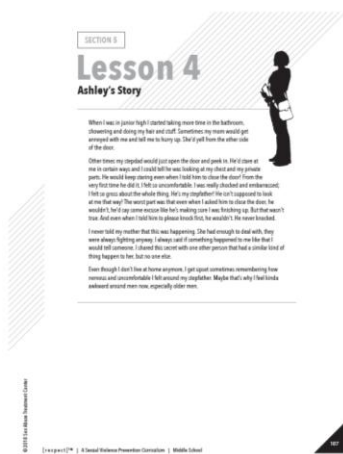 SECTION 5
Lesson 4
Ashley's Story
When I was in junior high I started taking more time in the bathroom,
showering and doing my hair and stuff. Sometimes my mom would get
annoyed with me and tell me to hurry up. She'd yell from the other side
of the door.
Other times my stepdad would just open the door and peek in. He'd stare at
me in certain ways and I could tell he was looking at my chest and my private
parts. He would keep staring even when I told him to close the door! From the
very first time he did it, I felt so uncomfortable. I was really shocked and embarrassed.
I felt so gross about the whole thing. He's my stepfather! He isn't supposed to look
at me that way! The worst part was that even when I asked him to close the door, he
wouldn't, he'd say some excuse like he's making sure I was finishing up. But that wasn't
true. And even when I told him to please knock first, he wouldn't. He never knocked.
I never told my mother that this was happening. She had enough to deal with, they
were always fighting anyway. I always said if something happened to me like that I
would tell someone. I shared this secret with one other person that had a similar kind of
thing happen to her, but no one else.
Even though I don't live at home anymore, I get upset sometimes remembering how
nervous and uncomfortable I felt around my stepfather. Maybe that's why I feel kinda
awkward around men now, especially older men.
©2018 Sex Abuse Treatment Center
[respect]™ | A Sexual Violence Prevention Curriculum | Middle School
107